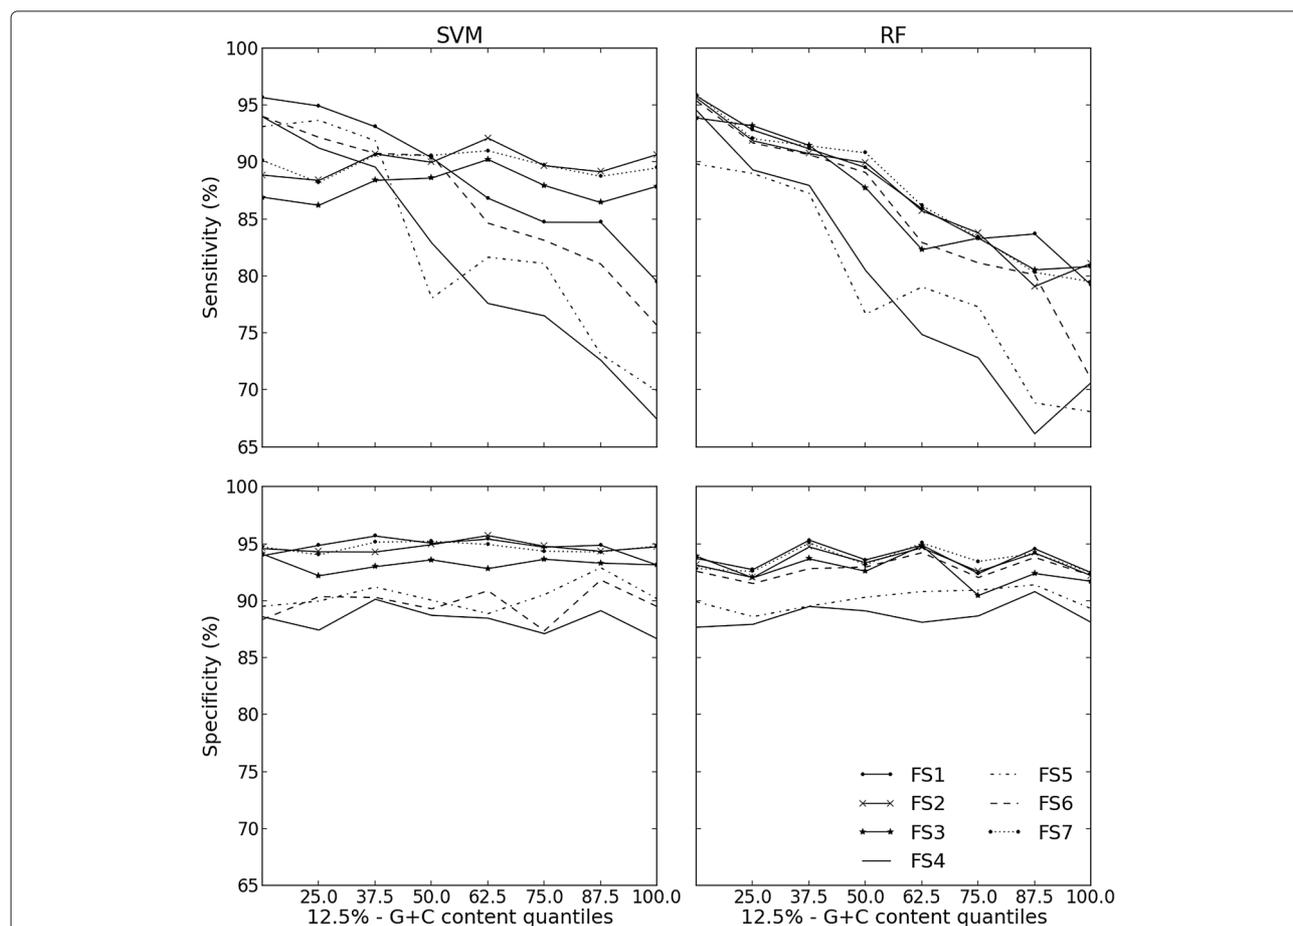 SVM
RF
100
95
90
85
80
75
70
65
Sensitivity (%)
100
95
90
85
80
75
70
65
Specificity (%)
FS1
FS2
FS3
FS4
FS5
FS6
FS7
25.0 37.5 50.0 62.5 75.0 87.5 100.0
12.5% - G+C content quantiles
25.0 37.5 50.0 62.5 75.0 87.5 100.0
12.5% - G+C content quantiles